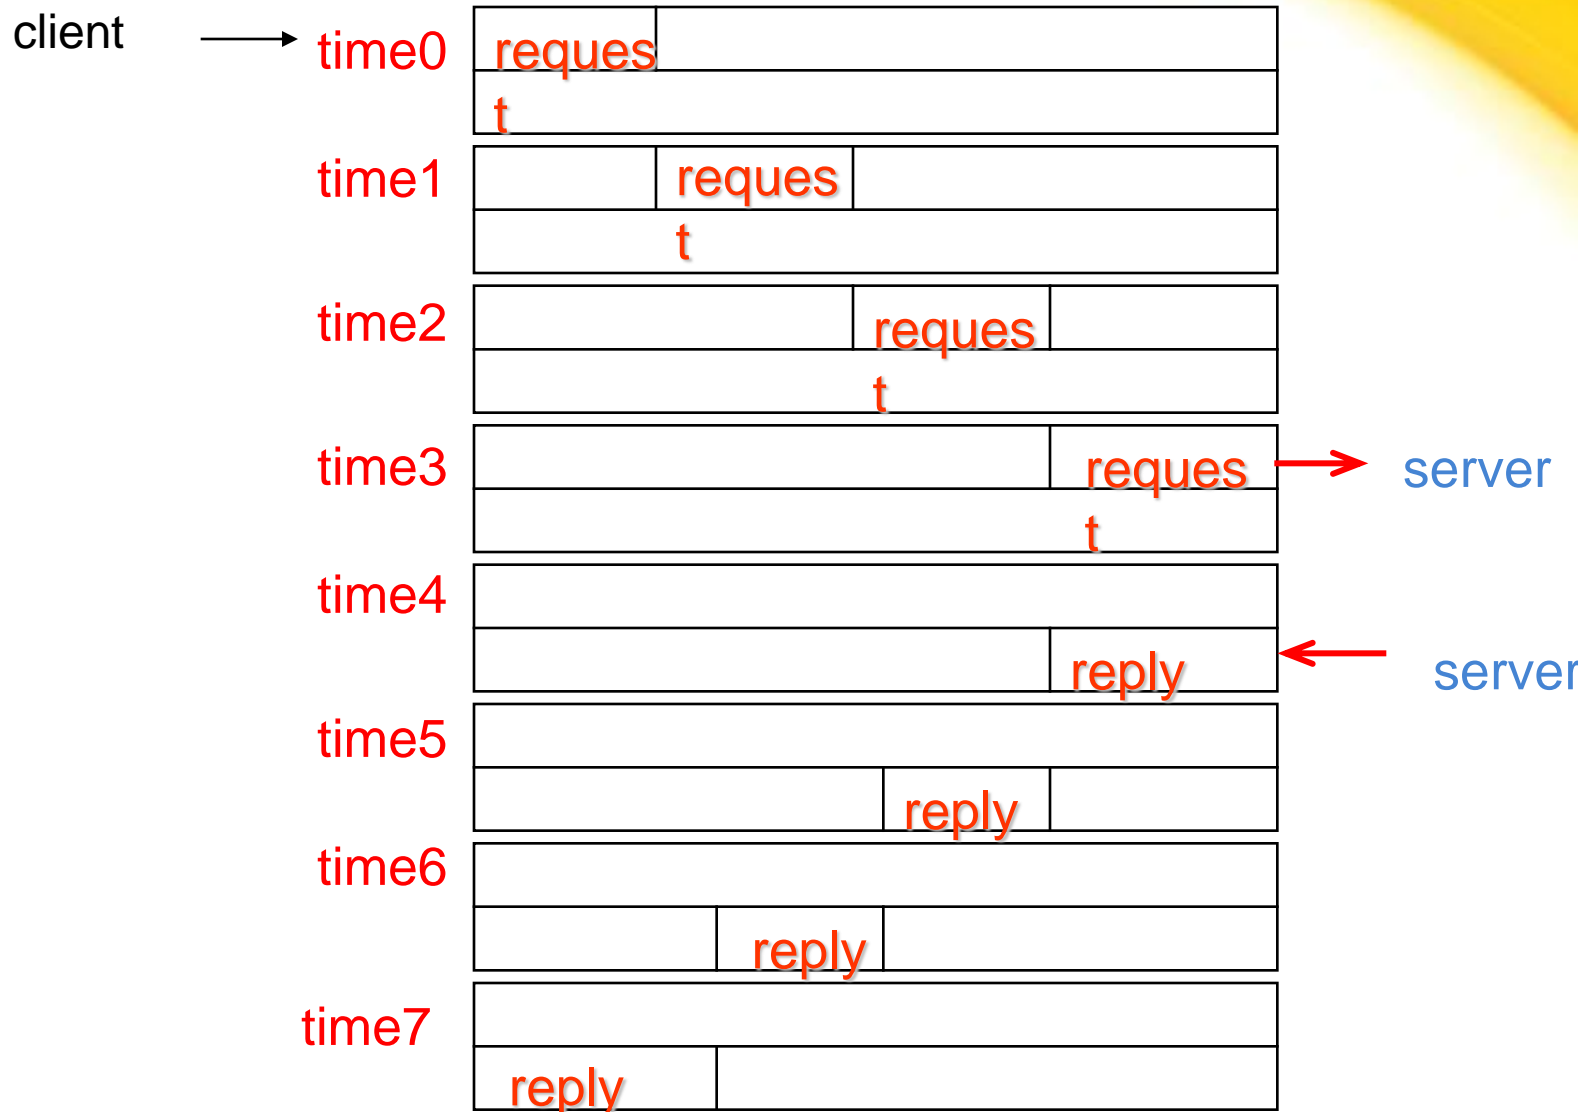 client
time0
reques
t
time1
reques
t
time2
reques
t
time3
reques
t
server
time4
reply
server
time5
reply
time6
reply
time7
reply